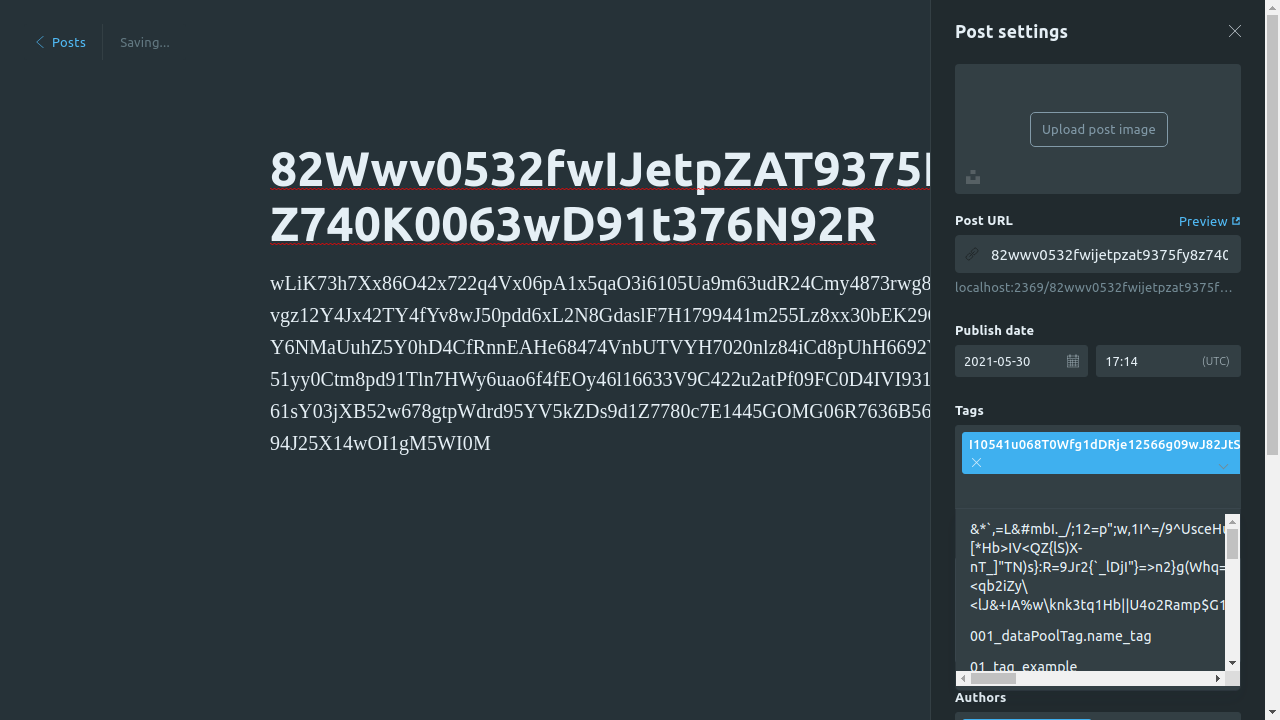 Posts
Saving...
Post settings
Upload post image
82Wwv0532fwIJetpZAT9375
Z740K0063wD91t376N92R
wLiK73h7Xx86O42x722q4Vx06pA1x5qaO3i6105Ua9m63udR24Cmy4873rwg8
vgz12Y4Jx42TY4fYv8wJ50pdd6xL2N8GdaslF7H1799441m255Lz8xx30bEK29
Y6NMaUuhZ5Y0hD4CfRnnEAHe68474VnbUTVYH7020nlz84iCd8pUhH6692
51yy0Ctm8pd91Tln7HWy6uao6f4fEOy46l16633V9C422u2atPf09FC0D4IVI931
61sY03jXB52w678gtpWdrd95YV5kZDs9d1Z7780c7E1445GOMG06R7636B56
94J25X14wOI1gM5WI0M
Post URL
Preview
82wwv0532fwijetpzat9375fy8z740
localhost:2369/82wwv0532fwijetpzat9375f...
Publish date
2021-05-30
17:14
(UTC)
Tags
I10541u068T0Wfg1dDRje12566g09wJ82JtS
&*`,=L&#mbI._/;12=p";w,1I^=/9^UsceHu
[*Hb>IV<QZ{lS)X-
nT_]"TN)s}:R=9Jr2{`_lDjI"}=>n2}g(Whq=
<qb2iZy\
<lJ&+IA%w\knk3tq1Hb||U4o2Ramp$G1
001_dataPoolTag.name_tag
01_tag_example
Authors